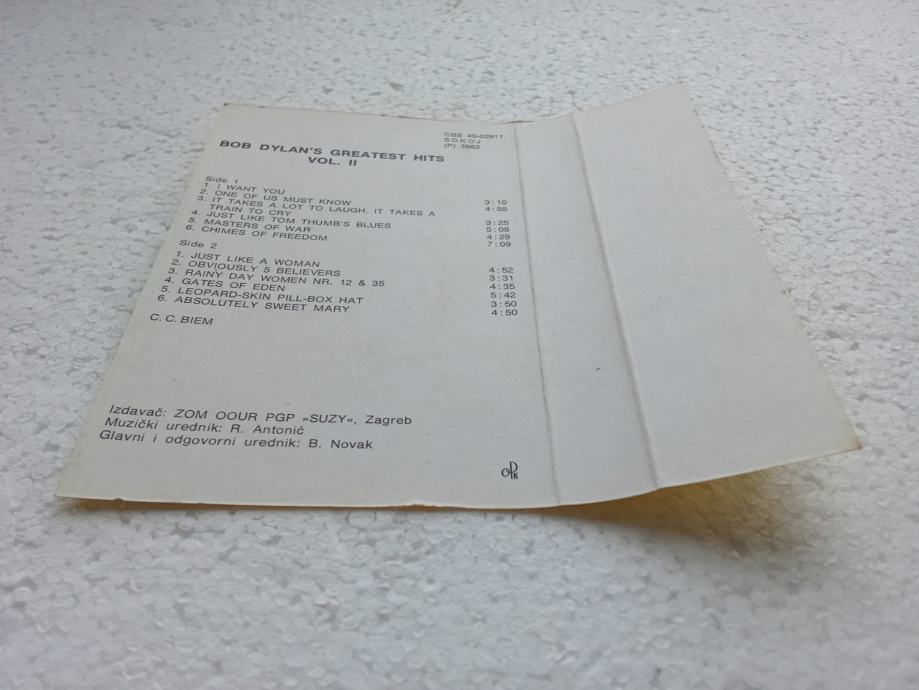 CBS 40-62911
SOKOJ
(P) 1982
BOB DYLAN'S GREATEST HITS
VOL. II
Side 1
1. I WANT YOU 3:10
2. ONE OF US MUST KNOW 4:55
3. IT TAKES A LOT TO LAUGH, IT TAKES A
TRAIN TO CRY 3:25
4. JUST LIKE TOM THUMB'S BLUES 5:08
5. MASTERS OF WAR 4:29
6. CHIMES OF FREEDOM 7:09
Side 2
1. JUST LIKE A WOMAN 4:52
2. OBVIOUSLY 5 BELIEVERS 3:31
3. RAINY DAY WOMEN NR. 12 & 35 4:35
4. GATES OF EDEN 5:42
5. LEOPARD-SKIN PILL-BOX HAT 3:50
6. ABSOLUTELY SWEET MARY 4:50
C. C. BIEM
Izdavač: ZOM OOUR PGP »SUZY«, Zagreb
Muzički urednik: R. Antonić
Glavni i odgovorni urednik: B. Novak